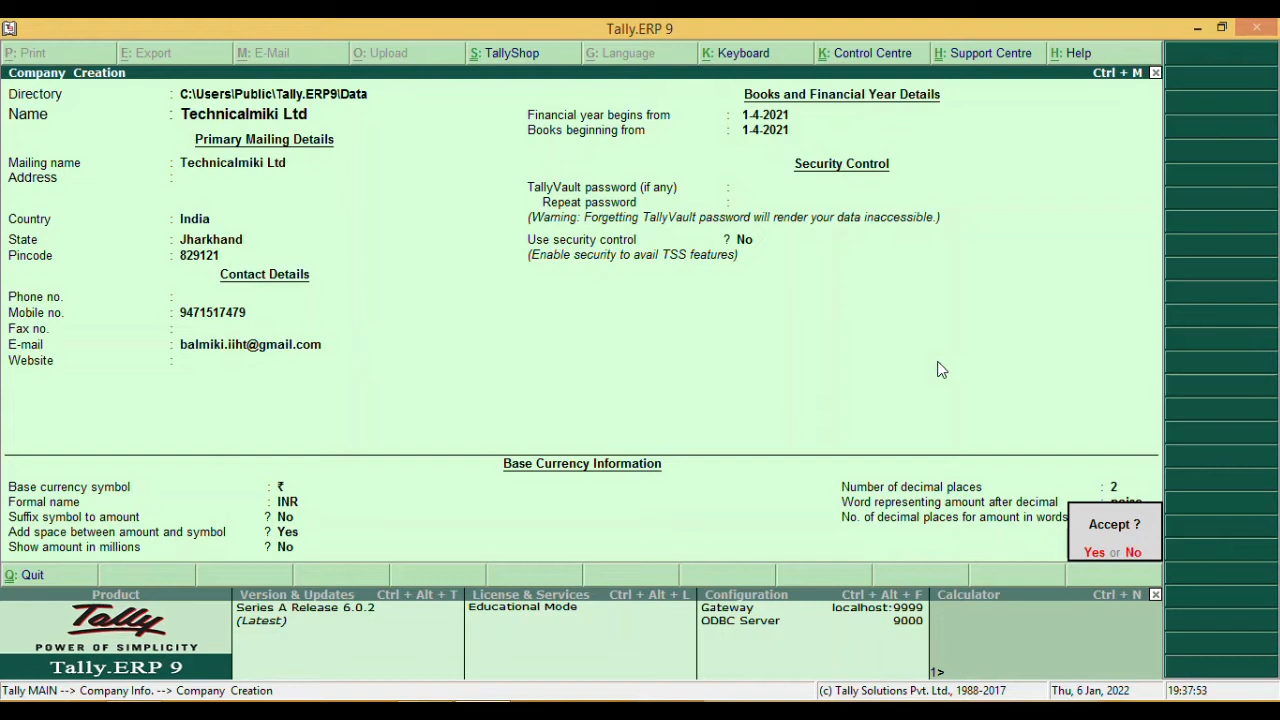 Tally.ERP 9
P: Print E: Export M: E-Mail O: Upload S: TallyShop G: Language K: Keyboard K: Control Centre H: Support Centre H: Help
Company Creation Ctrl + M
Directory : C:\Users\Public\Tally.ERP9\Data
Name : Technicalmiki Ltd
Primary Mailing Details
Mailing name : Technicalmiki Ltd
Address :
Country : India
State : Jharkhand
Pincode : 829121
Contact Details
Phone no. :
Mobile no. : 9471517479
Fax no. :
E-mail : balmiki.iiht@gmail.com
Website :
Books and Financial Year Details
Financial year begins from : 1-4-2021
Books beginning from : 1-4-2021
Security Control
TallyVault password (if any) :
Repeat password :
(Warning: Forgetting TallyVault password will render your data inaccessible.)
Use security control ? No
(Enable security to avail TSS features)
Base Currency Information
Base currency symbol : ₹
Formal name : INR
Suffix symbol to amount ? No
Add space between amount and symbol ? Yes
Show amount in millions ? No
Number of decimal places : 2
Word representing amount after decimal
No. of decimal places for amount in words
Accept ?
Yes or No
Q: Quit
Product
Tally
POWER OF SIMPLICITY
Tally.ERP 9
Version & Updates Ctrl + Alt + T
Series A Release 6.0.2
(Latest)
License & Services Ctrl + Alt + L
Educational Mode
Configuration Ctrl + Alt + F
Gateway localhost:9999
ODBC Server 9000
Calculator Ctrl + N
1>
Tally MAIN --> Company Info. --> Company Creation (c) Tally Solutions Pvt. Ltd., 1988-2017 Thu, 6 Jan, 2022 19:37:53